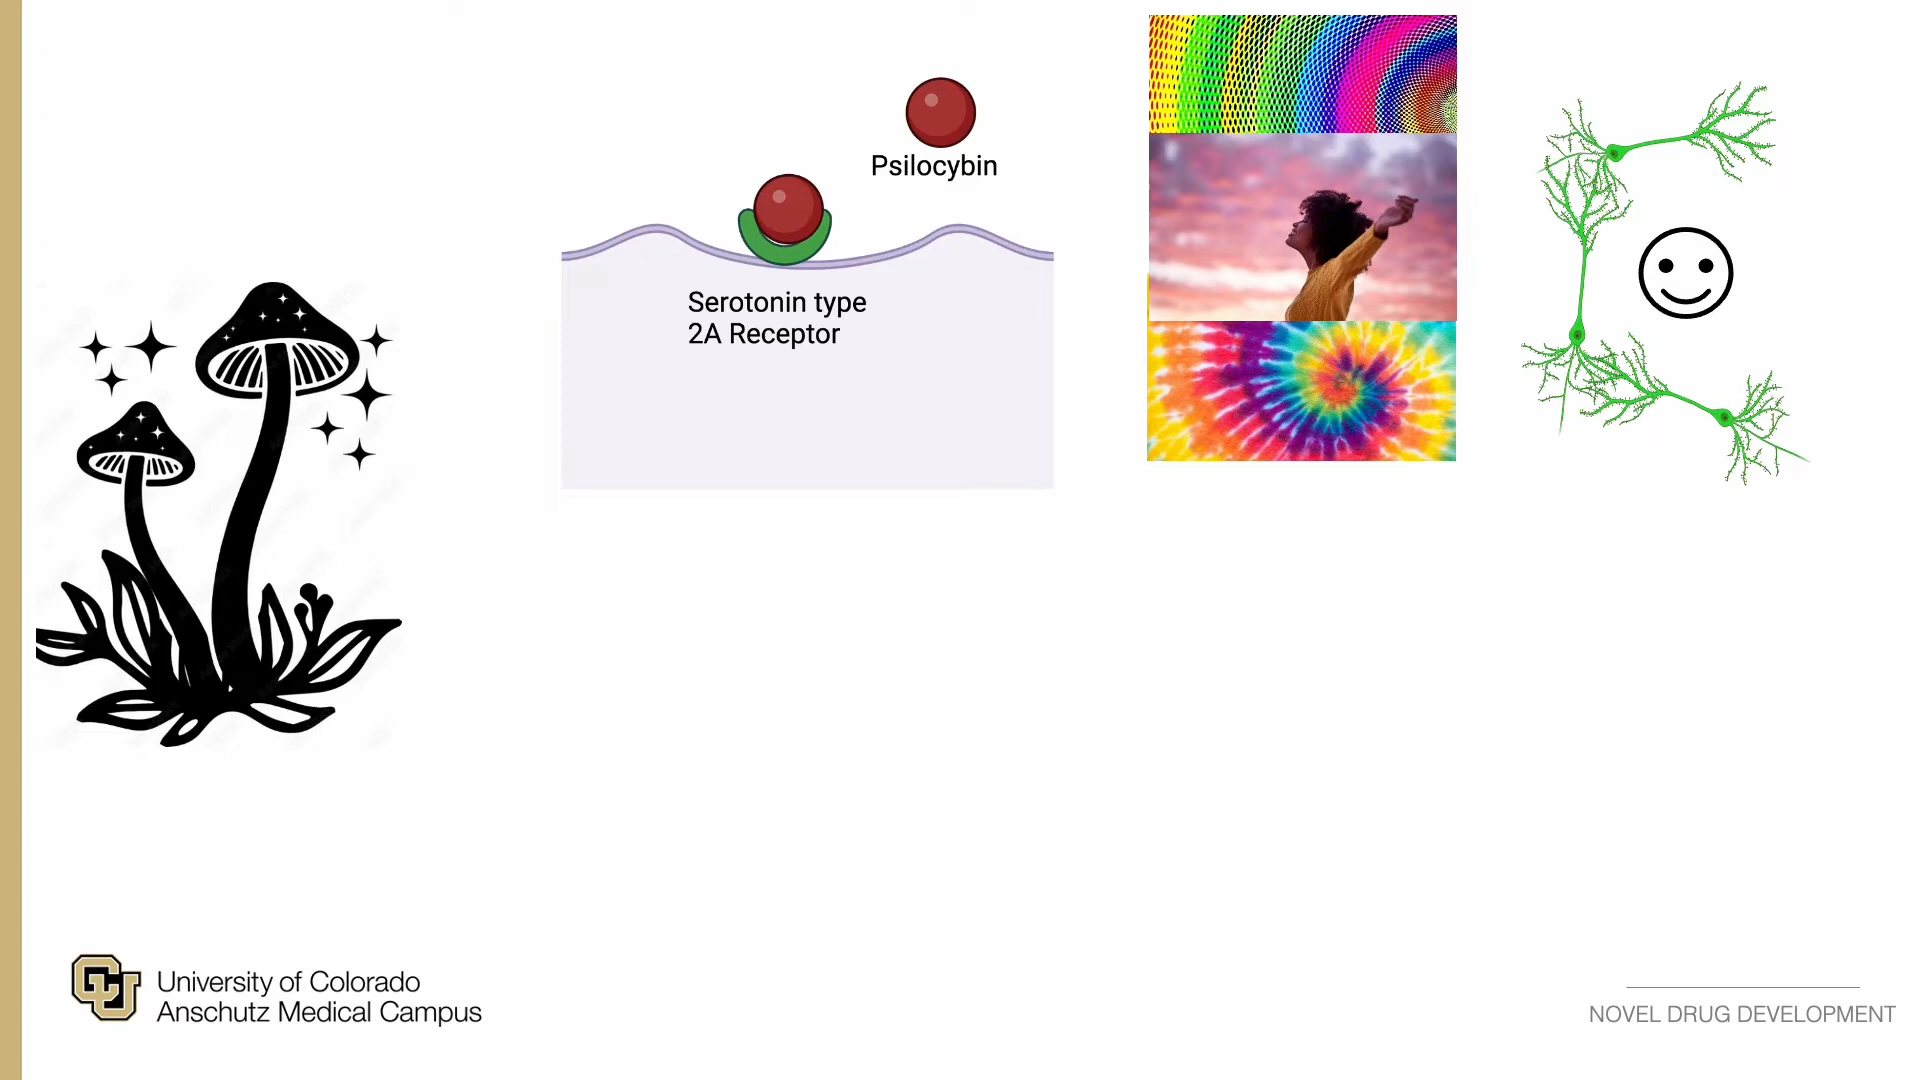 Psilocybin
Serotonin type
2A Receptor
University of Colorado
Anschutz Medical Campus
NOVEL DRUG DEVELOPMENT